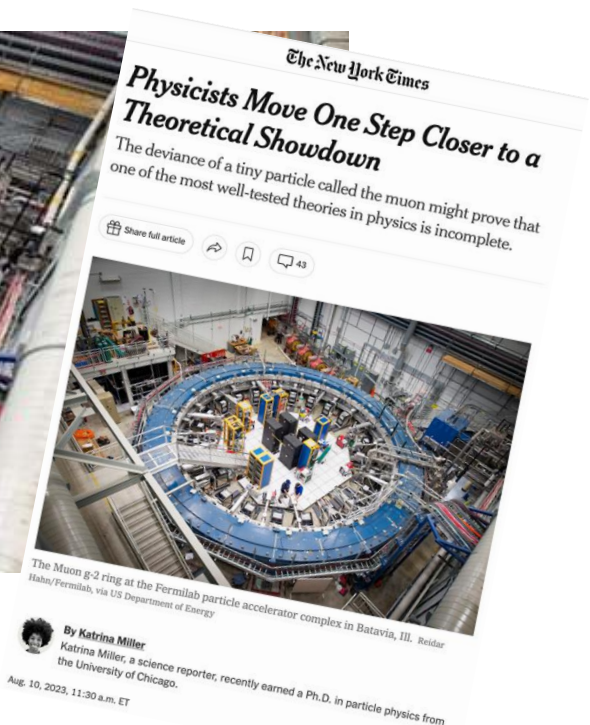 The New York Times
Physicists Move One Step Closer to a
Theoretical Showdown
The deviance of a tiny particle called the muon might prove that
one of the most well-tested theories in physics is incomplete.
Share full article
43
The Muon g-2 ring at the Fermilab particle accelerator complex in Batavia, Ill. Reidar
Hahn/Fermilab, via US Department of Energy
By Katrina Miller
Katrina Miller, a science reporter, recently earned a Ph.D. in particle physics from
the University of Chicago.
Aug. 10, 2023, 11:30 a.m. ET